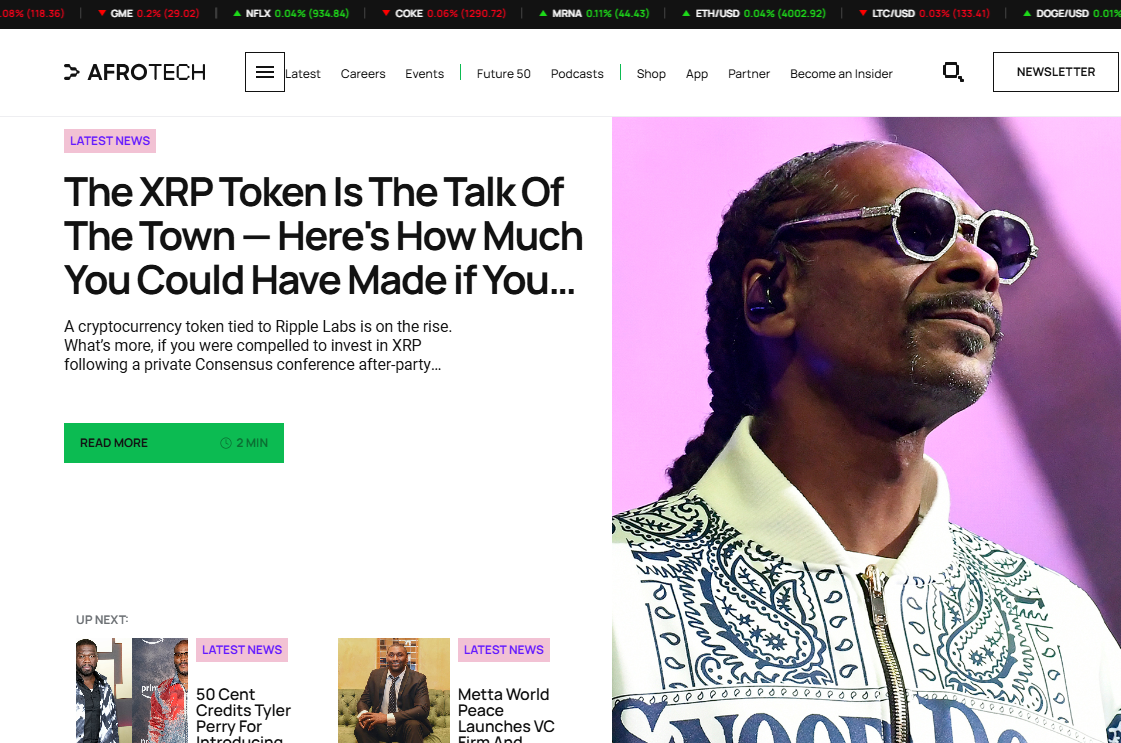 .08% (118.36) GME 0.2% (29.02) NFLX 0.04% (934.84) COKE 0.06% (1290.72) MRNA 0.11% (44.43) ETH/USD 0.04% (4002.92) LTC/USD 0.03% (133.41) DOGE/USD 0.01%
AFROTECH Latest Careers Events Future 50 Podcasts Shop App Partner Become an Insider NEWSLETTER
LATEST NEWS
The XRP Token Is The Talk Of
The Town — Here's How Much
You Could Have Made if You...
A cryptocurrency token tied to Ripple Labs is on the rise.
What's more, if you were compelled to invest in XRP
following a private Consensus conference after-party...
READ MORE 2 MIN
UP NEXT:
LATEST NEWS
50 Cent
Credits Tyler
Perry For
Introducing
LATEST NEWS
Metta World
Peace
Launches VC
Firm And
prim
SNOOP Do